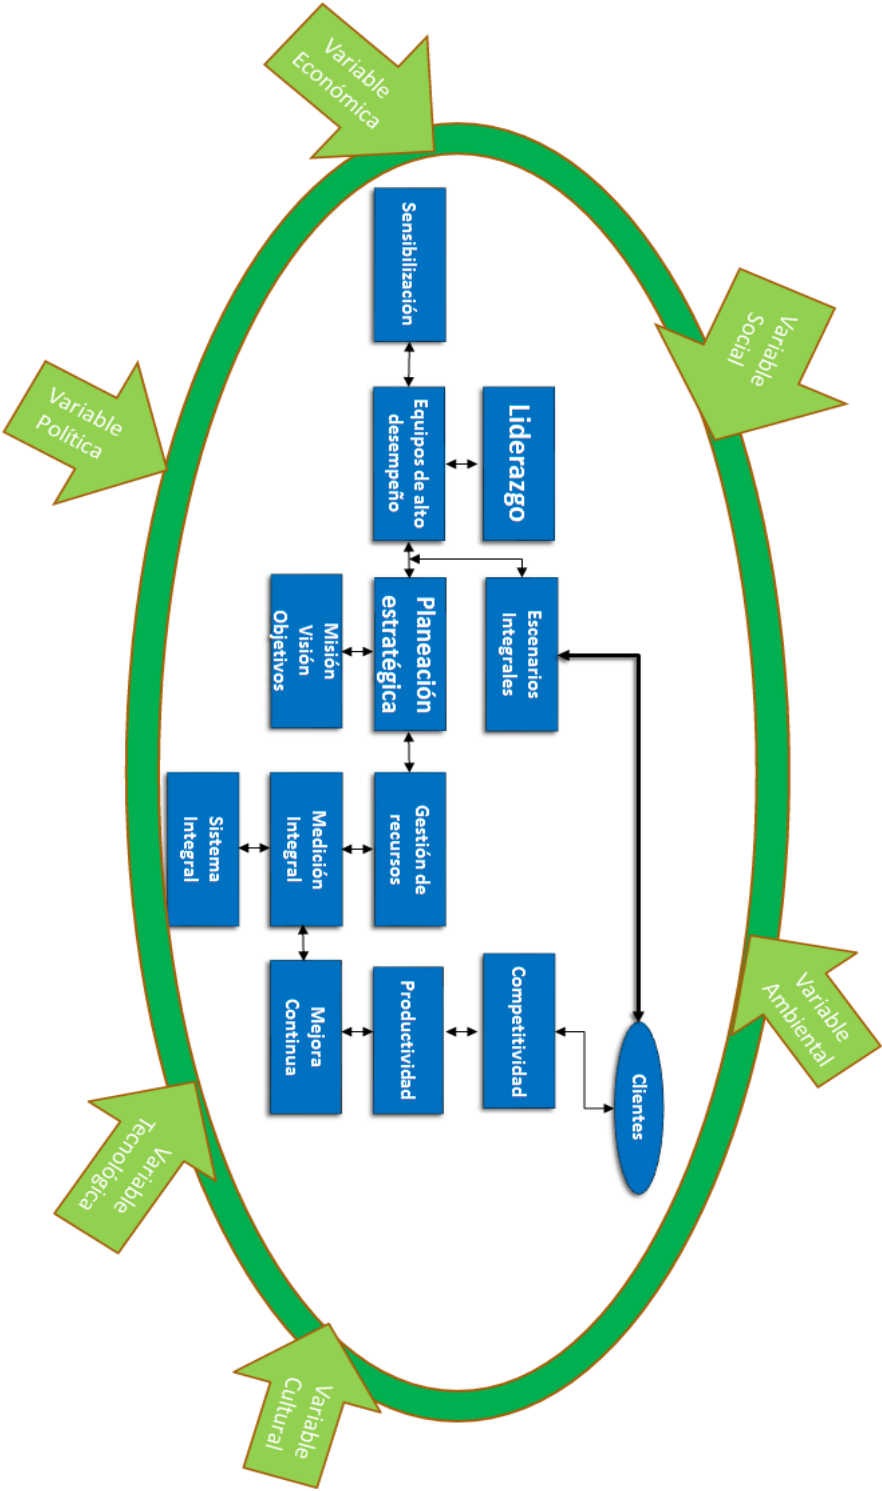 Variable
Social
Variable
Ambiental
Clientes
Liderazgo
Escenarios
Integrales
Competitividad
Sensibilización
Equipos de alto
desempeño
Planeación
estratégica
Gestión de
recursos
Productividad
Misión
Visión
Objetivos
Medición
Integral
Mejora
Continua
Sistema
Integral
Variable
Económica
Variable
Política
Variable
Tecnológica
Variable
Cultural